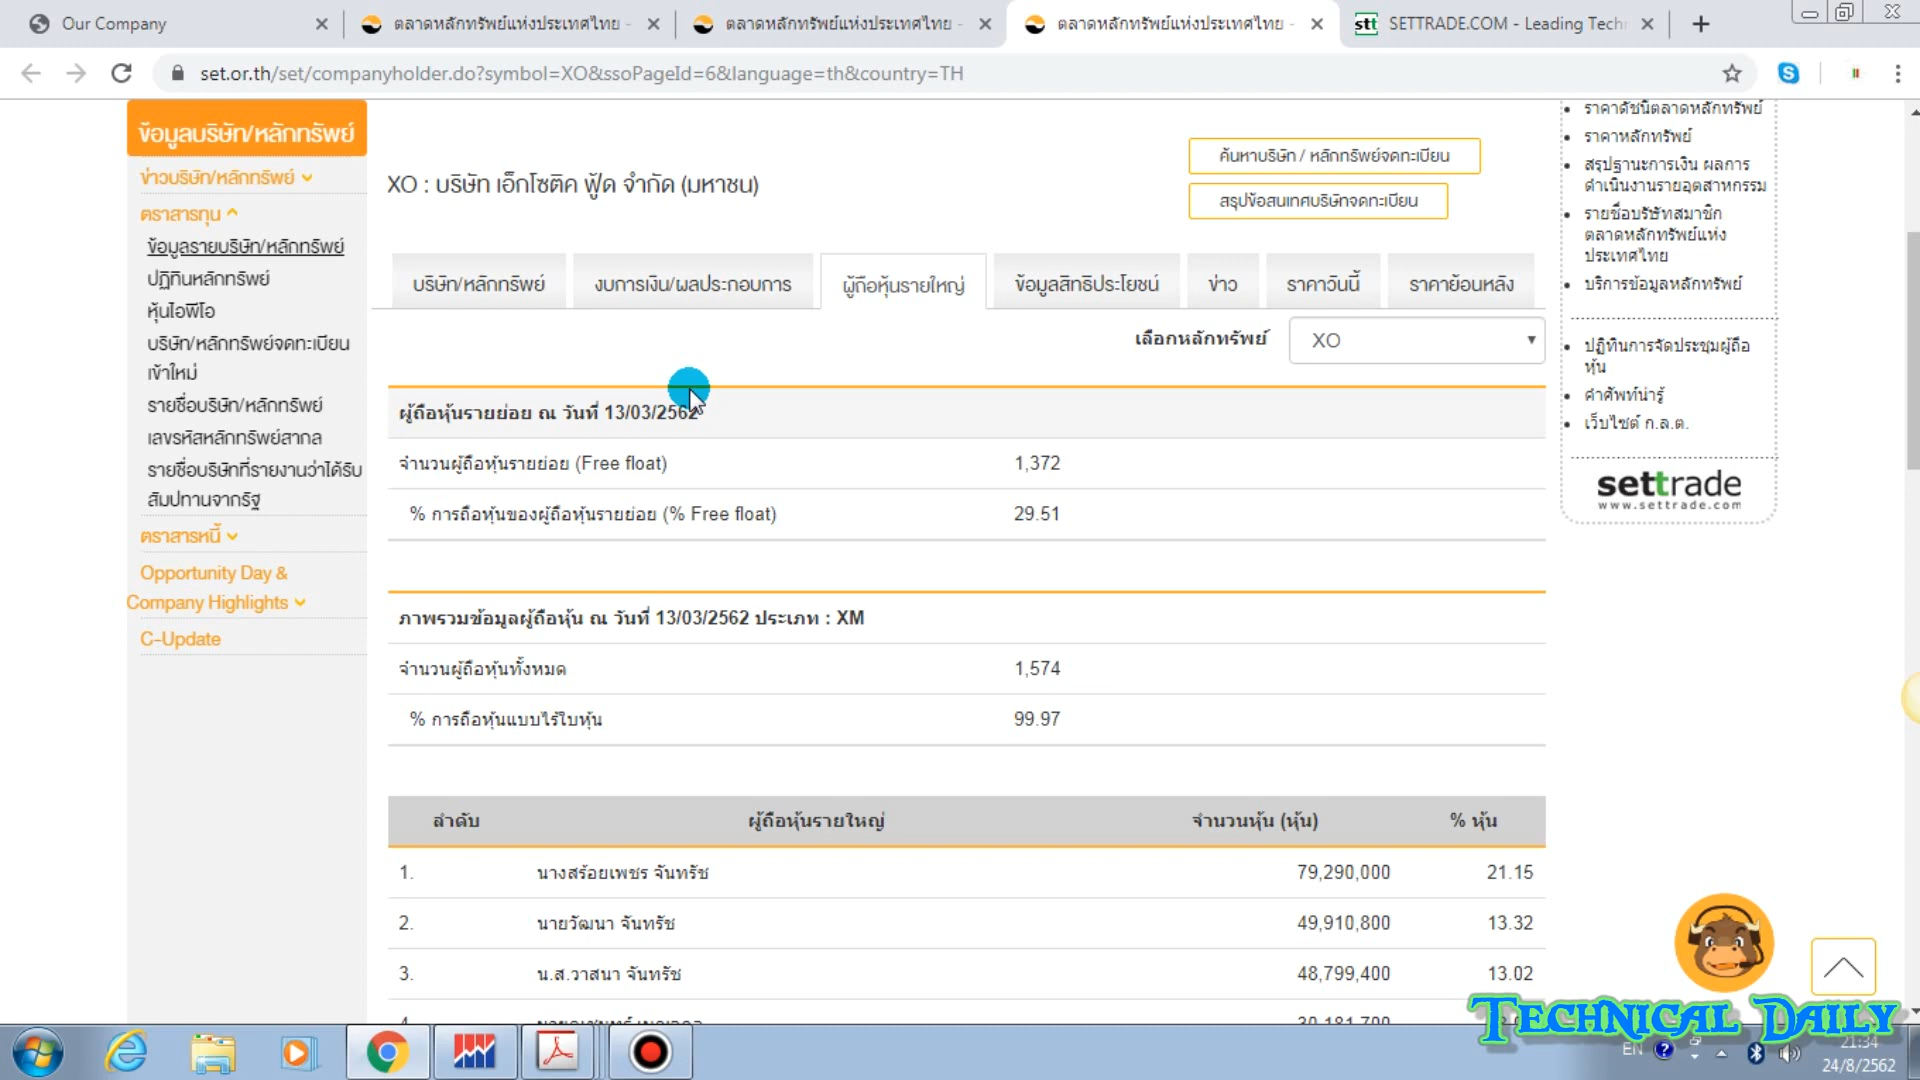 Our Company
ตลาดหลักทรัพย์แห่งประเทศไทย -
ตลาดหลักทรัพย์แห่งประเทศไทย -
ตลาดหลักทรัพย์แห่งประเทศไทย -
stt SETTRADE.COM - Leading Techn
set.or.th/set/companyholder.do?symbol=XO&ssoPageId=6&language=th&country=TH
ข้อมูลบริษัท/หลักทรัพย์
ข่าวบริษัท/หลักทรัพย์
ตราสารทุน
ข้อมูลรายบริษัท/หลักทรัพย์
ปฏิทินหลักทรัพย์
หุ้นไอพีโอ
บริษัท/หลักทรัพย์จดทะเบียน
เข้าใหม่
รายชื่อบริษัท/หลักทรัพย์
เลขรหัสหลักทรัพย์สากล
รายชื่อบริษัทที่รายงานว่าได้รับ
สัมปทานจากรัฐ
ตราสารหนี้
Opportunity Day &
Company Highlights
C-Update
XO : บริษัท เอ็กโซติค ฟู้ด จำกัด (มหาชน)
ค้นหาบริษัท / หลักทรัพย์จดทะเบียน
สรุปข้อสนเทศบริษัทจดทะเบียน
บริษัท/หลักทรัพย์
งบการเงิน/ผลประกอบการ
ผู้ถือหุ้นรายใหญ่
ข้อมูลสิทธิประโยชน์
ข่าว
ราคาวันนี้
ราคาย้อนหลัง
เลือกหลักทรัพย์ XO
ผู้ถือหุ้นรายย่อย ณ วันที่ 13/03/2562
จำนวนผู้ถือหุ้นรายย่อย (Free float) 1,372
% การถือหุ้นของผู้ถือหุ้นรายย่อย (% Free float) 29.51
ภาพรวมข้อมูลผู้ถือหุ้น ณ วันที่ 13/03/2562 ประเภท : XM
จำนวนผู้ถือหุ้นทั้งหมด 1,574
% การถือหุ้นแบบไร้ใบหุ้น 99.97
ลำดับ ผู้ถือหุ้นรายใหญ่ จำนวนหุ้น (หุ้น) % หุ้น
1. นางสร้อยเพชร จันทรัช 79,290,000 21.15
2. นายวัฒนา จันทรัช 49,910,800 13.32
3. น.ส.วาสนา จันทรัช 48,799,400 13.02
ราคาดัชนีตลาดหลักทรัพย์
ราคาหลักทรัพย์
สรุปฐานะการเงิน ผลการ
ดำเนินงานรายอุตสาหกรรม
รายชื่อบริษัทสมาชิก
ตลาดหลักทรัพย์แห่ง
ประเทศไทย
บริการข้อมูลหลักทรัพย์
ปฏิทินการจัดประชุมผู้ถือ
หุ้น
คำศัพท์น่ารู้
เว็บไซต์ ก.ล.ต.
settrade
www.settrade.com
TECHNICAL DAILY
EN
21:34
24/8/2562